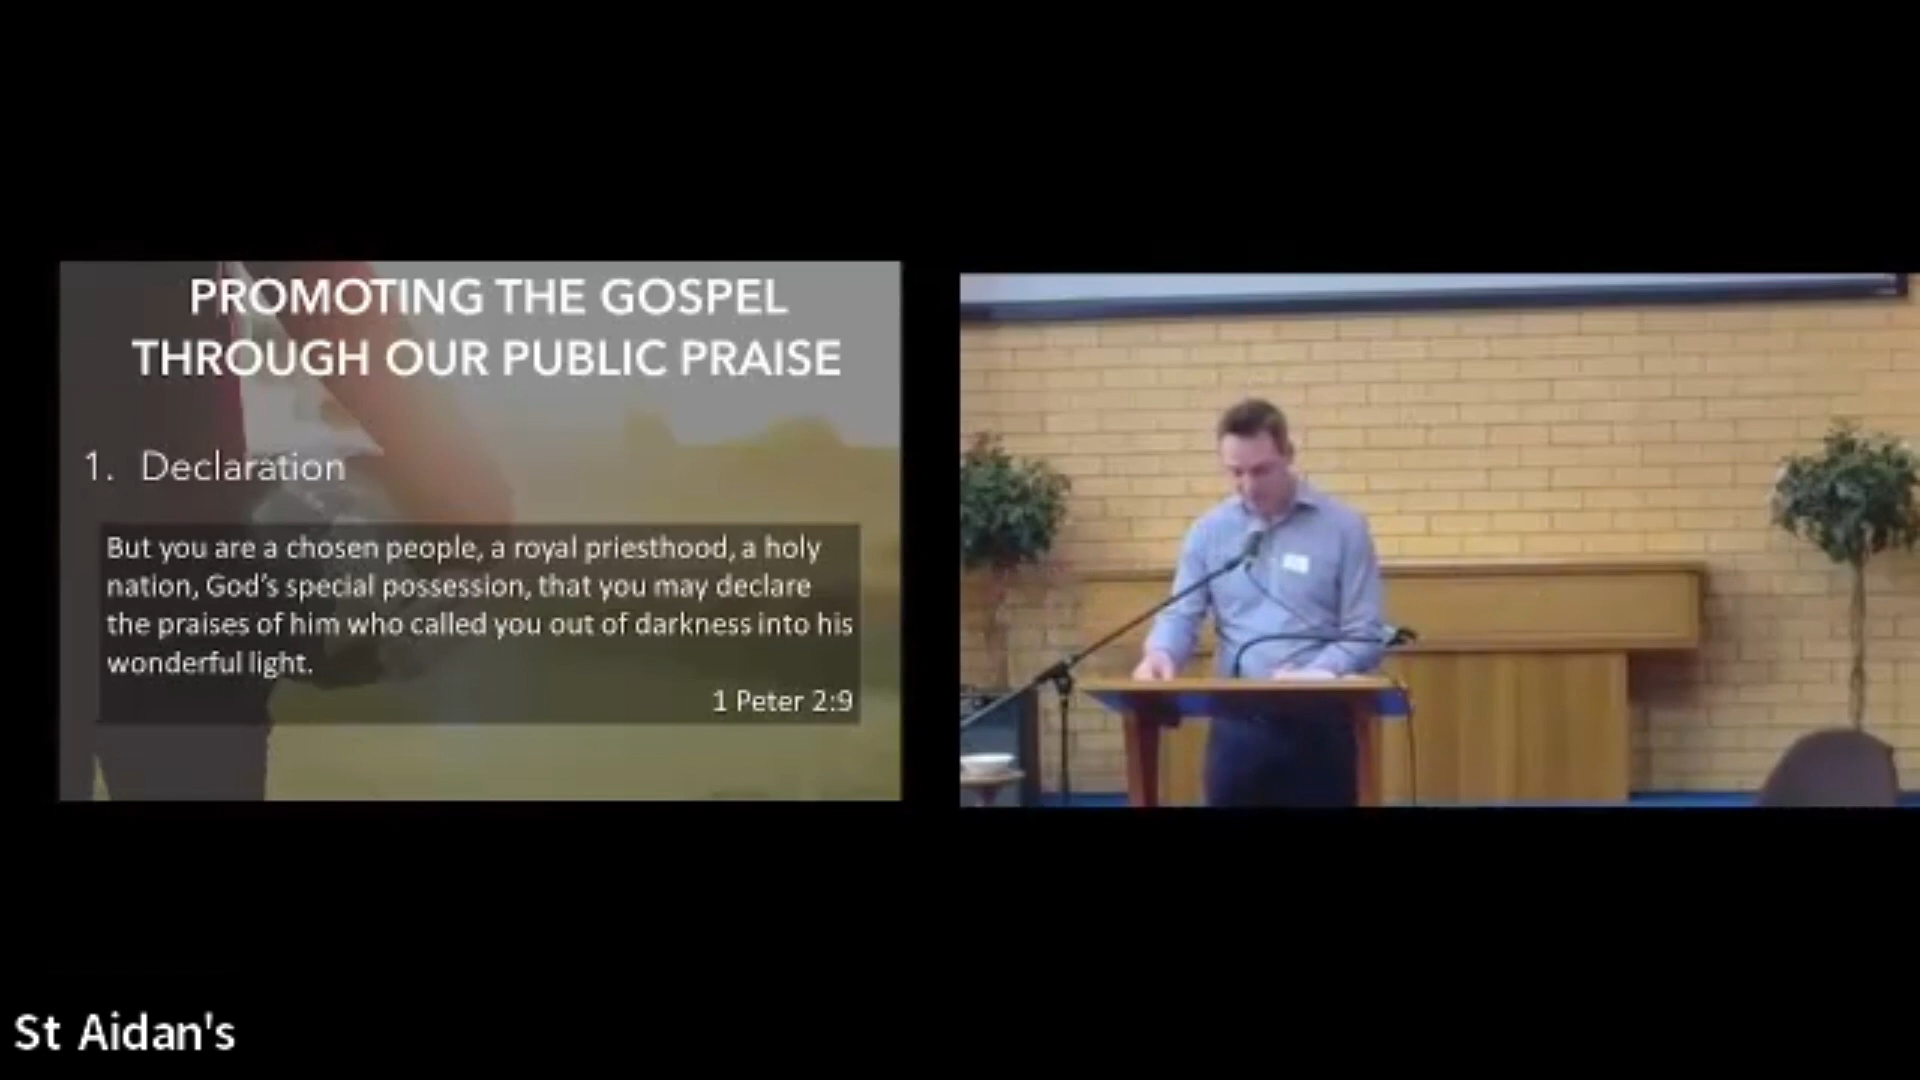 PROMOTING THE GOSPEL
THROUGH OUR PUBLIC PRAISE
1. Declaration
But you are a chosen people, a royal priesthood, a holy
nation, God’s special possession, that you may declare
the praises of him who called you out of darkness into his
wonderful light.
1 Peter 2:9
St Aidan's